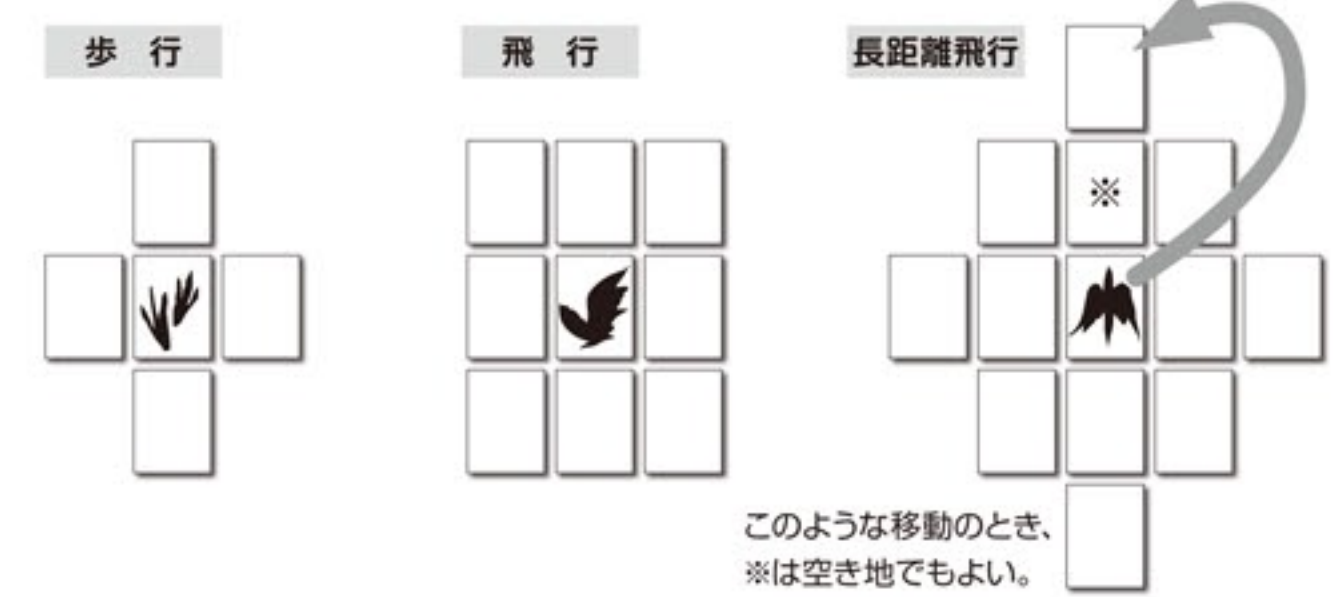 歩 行
飛 行
長距離飛行
※
このような移動のとき、
※は空き地でもよい。